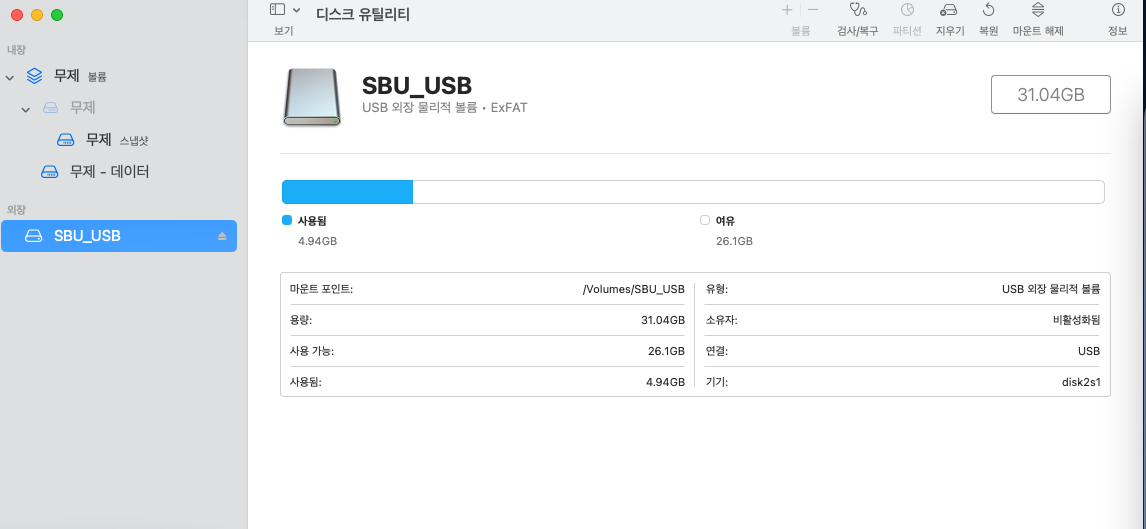 디스크 유틸리티
보기
볼륨
검사/복구
파티션
지우기
복원
마운트 해제
정보
내장
무제 볼륨
무제
무제 스냅샷
무제 - 데이터
외장
SBU_USB
SBU_USB
USB 외장 물리적 볼륨 • ExFAT
31.04GB
사용됨
4.94GB
여유
26.1GB
마운트 포인트: /Volumes/SBU_USB
용량: 31.04GB
사용 가능: 26.1GB
사용됨: 4.94GB
유형: USB 외장 물리적 볼륨
소유자: 비활성화됨
연결: USB
기기: disk2s1